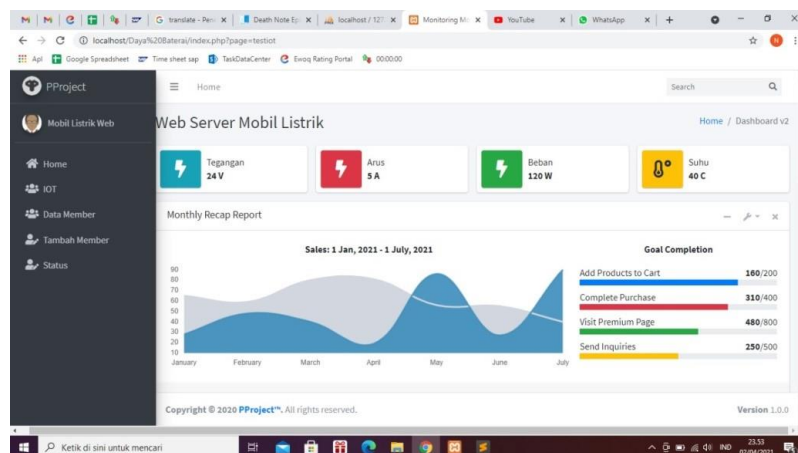 G translate - Pen
Death Note Ep
localhost / 127
Monitoring Mo
YouTube
WhatsApp
localhost/Daya%20Baterai/index.php?page=testiot
Apl
Google Spreadsheet
Time sheet sap
TaskDataCenter
Ewoq Rating Portal
00:00:00
PProject
Home
Search
Mobil Listrik Web
Web Server Mobil Listrik
Home / Dashboard v2
Home
IOT
Data Member
Tambah Member
Status
Tegangan
24 V
Arus
5 A
Beban
120 W
Suhu
40 C
Monthly Recap Report
Sales: 1 Jan, 2021 - 1 July, 2021
90
80
70
60
50
40
30
20
10
January February March April May June July
Goal Completion
Add Products to Cart 160/200
Complete Purchase 310/400
Visit Premium Page 480/800
Send Inquiries 250/500
Copyright © 2020 PProject™. All rights reserved.
Version 1.0.0
Ketik di sini untuk mencari
IND
23.53
02/04/2021